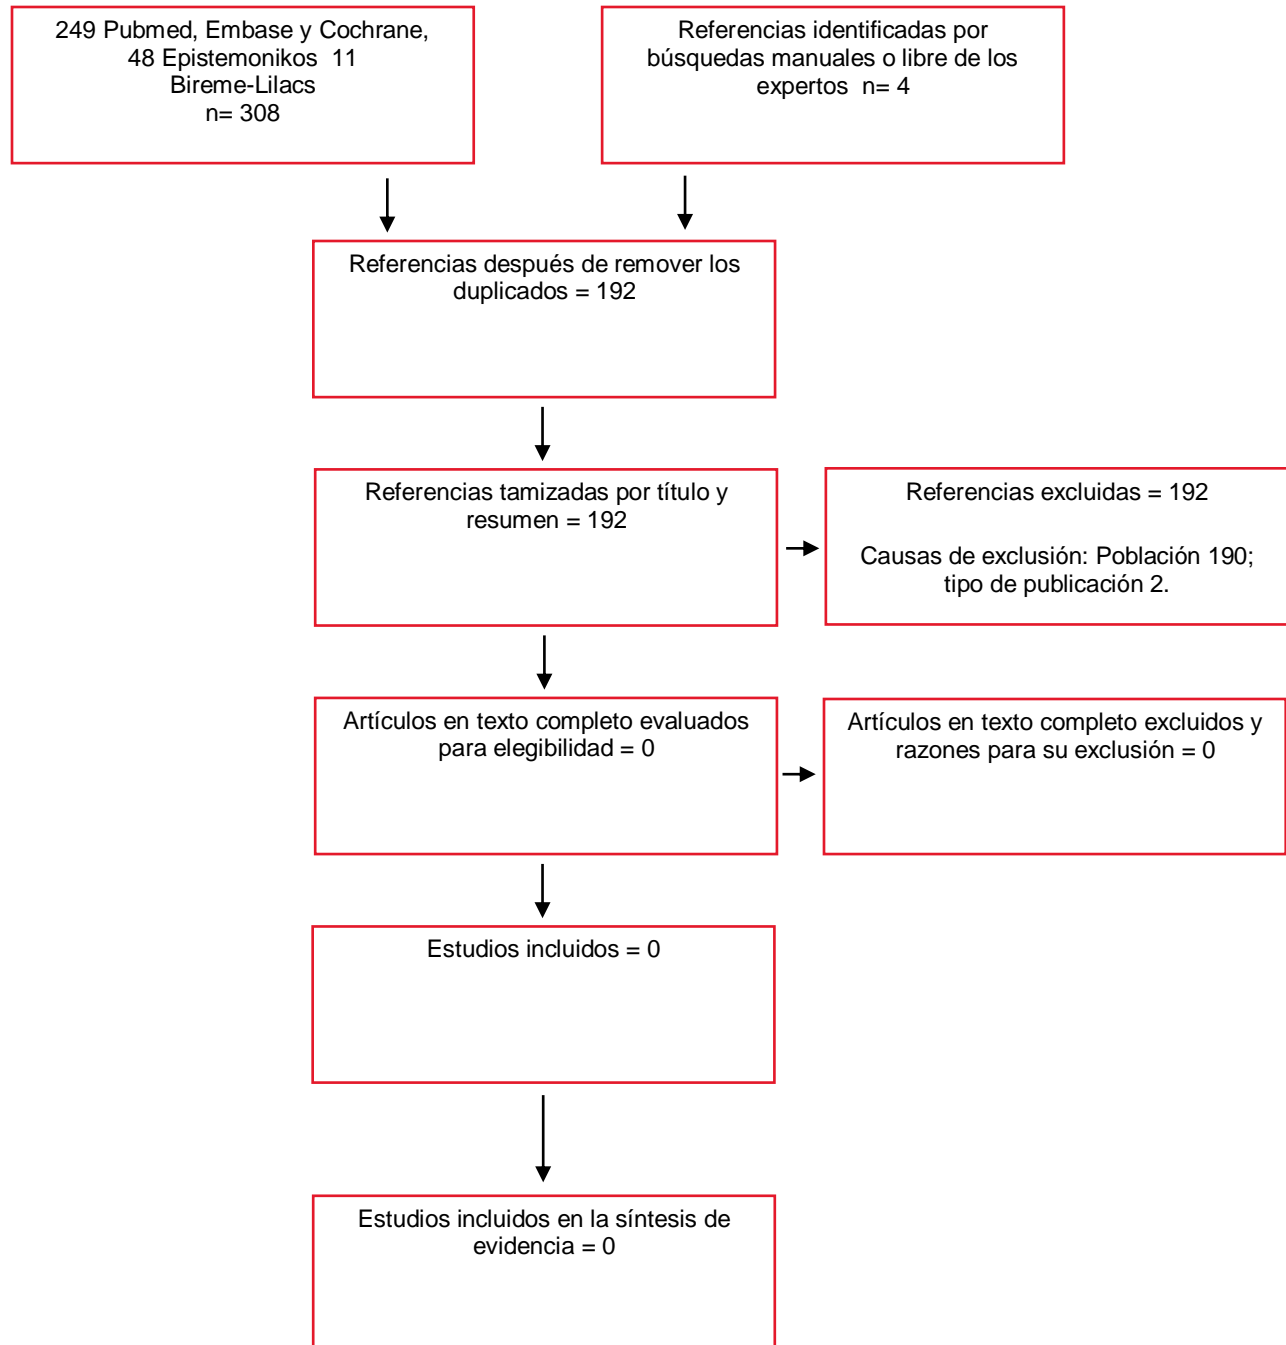 249 Pubmed, Embase y Cochrane,
48 Epistemonikos  11
Bireme-Lilacs
n= 308
Referencias identificadas por
búsquedas manuales o libre de los
expertos  n= 4
Referencias después de remover los
duplicados = 192
Referencias tamizadas por título y
resumen = 192
Referencias excluidas = 192
Causas de exclusión: Población 190;
tipo de publicación 2.
Artículos en texto completo evaluados
para elegibilidad = 0
Artículos en texto completo excluidos y
razones para su exclusión = 0
Estudios incluidos = 0
Estudios incluidos en la síntesis de
evidencia = 0